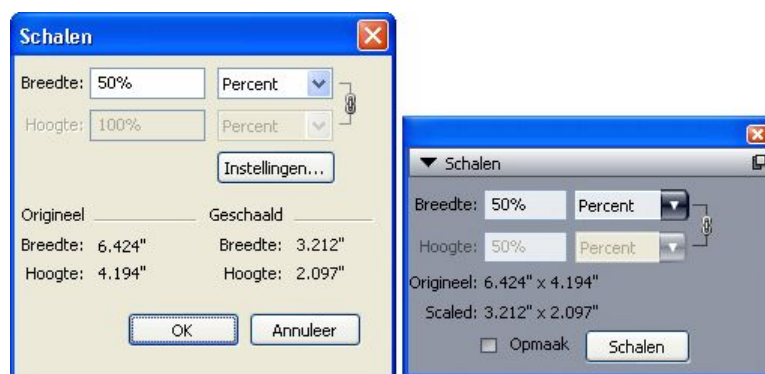 Schalen
Breedte: 50% Percent
Hoogte: 100% Percent
Instellingen...
Origineel Geschaald
Breedte: 6.424" Breedte: 3.212"
Hoogte: 4.194" Hoogte: 2.097"
OK Annuleer
Schalen
Breedte: 50% Percent
Hoogte: 50% Percent
Origineel: 6.424" x 4.194"
Scaled: 3.212" x 2.097"
Opmaak Schalen